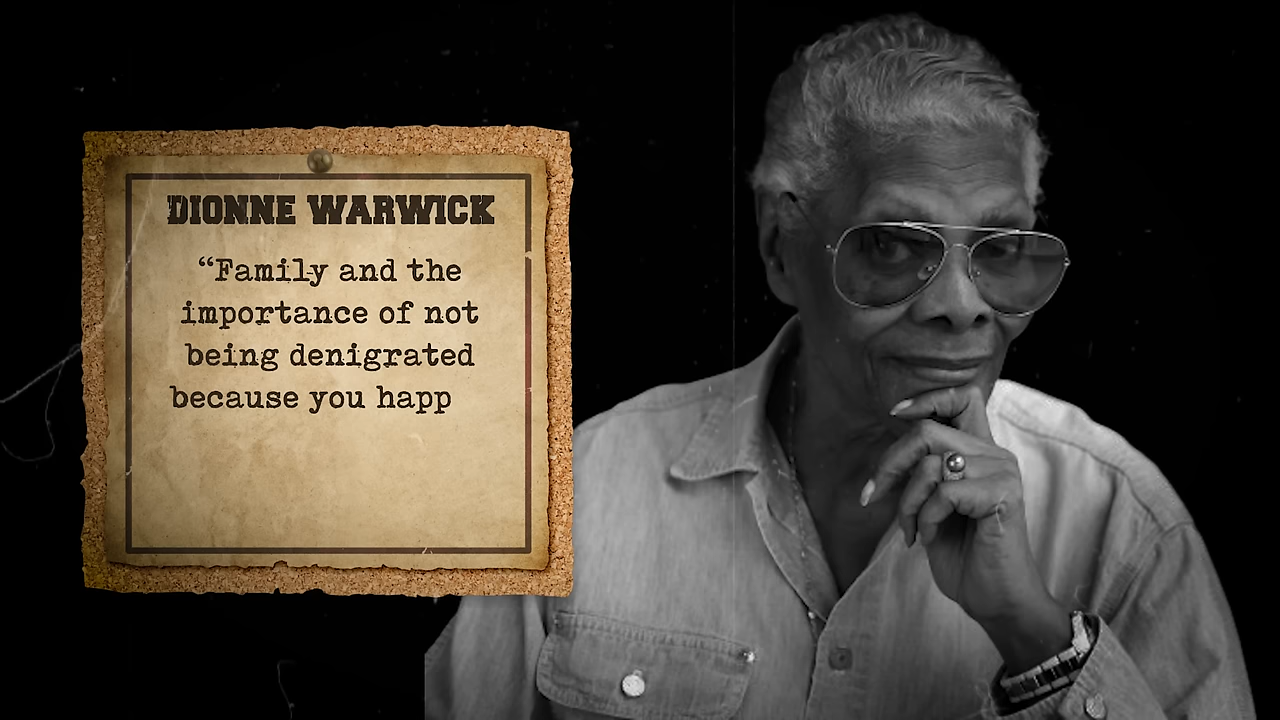 DIONNE WARWICK
“Family and the
importance of not
being denigrated
because you happ